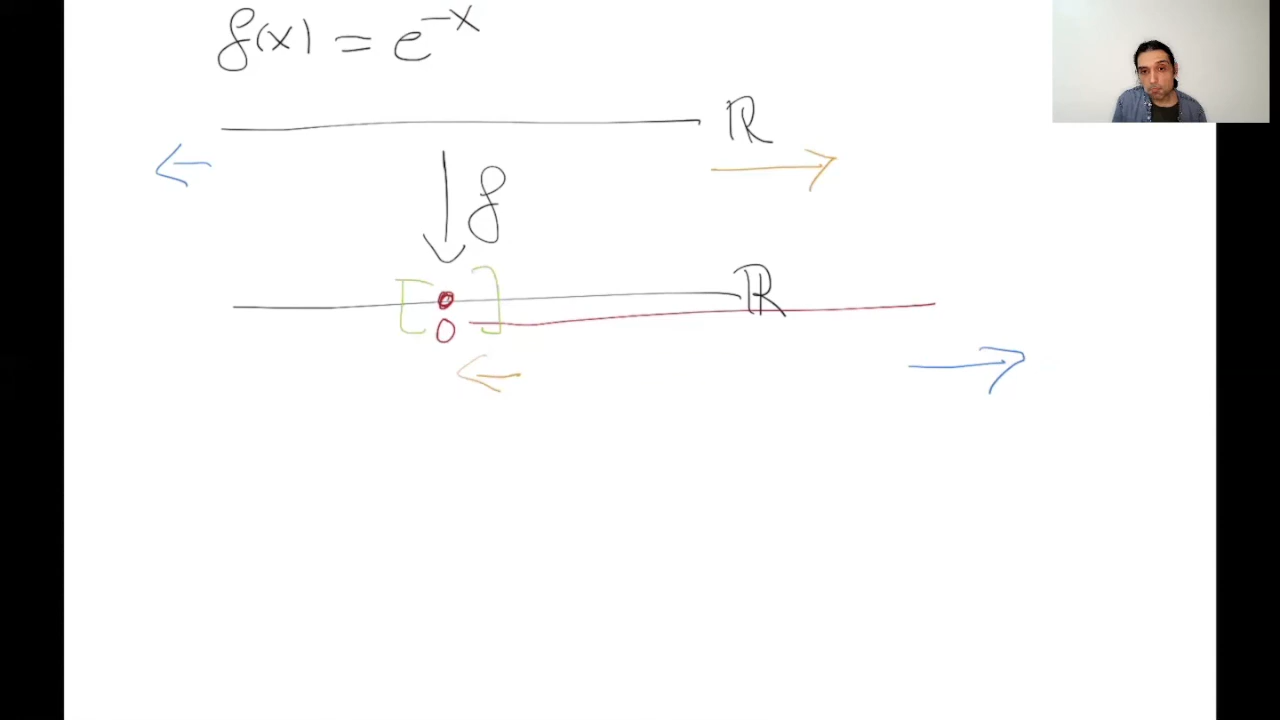 f(x) = e^{-x}
ℝ
f
[ ] ℝ
0